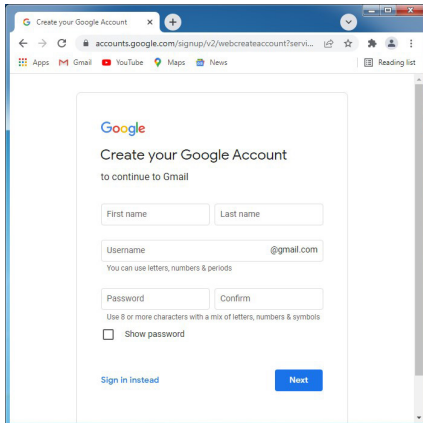 G Create your Google Account
accounts.google.com/signup/v2/webcreateaccount?servi...
Apps M Gmail YouTube Maps News Reading list
Google
Create your Google Account
to continue to Gmail
First name Last name
Username @gmail.com
You can use letters, numbers & periods
Password Confirm
Use 8 or more characters with a mix of letters, numbers & symbols
Show password
Sign in instead Next